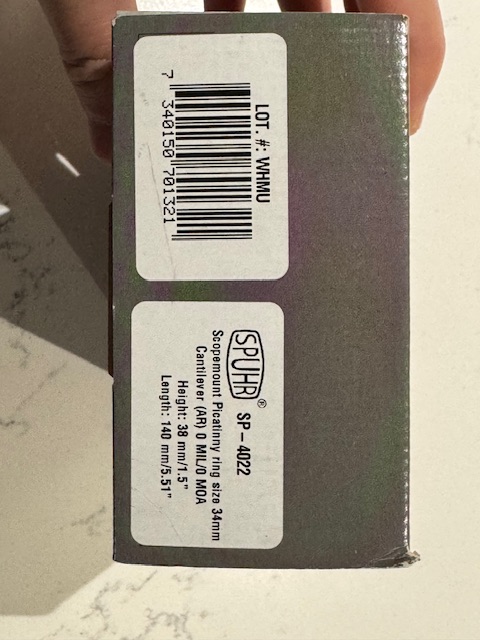 LOT. #: WHMU
7 340150 701321
SPUHR® SP-4022
Scopemount Picatinny ring size 34mm
Cantilever (AR) 0 MIL/0 MOA
Height: 38 mm/1.5"
Length: 140 mm/5.51"